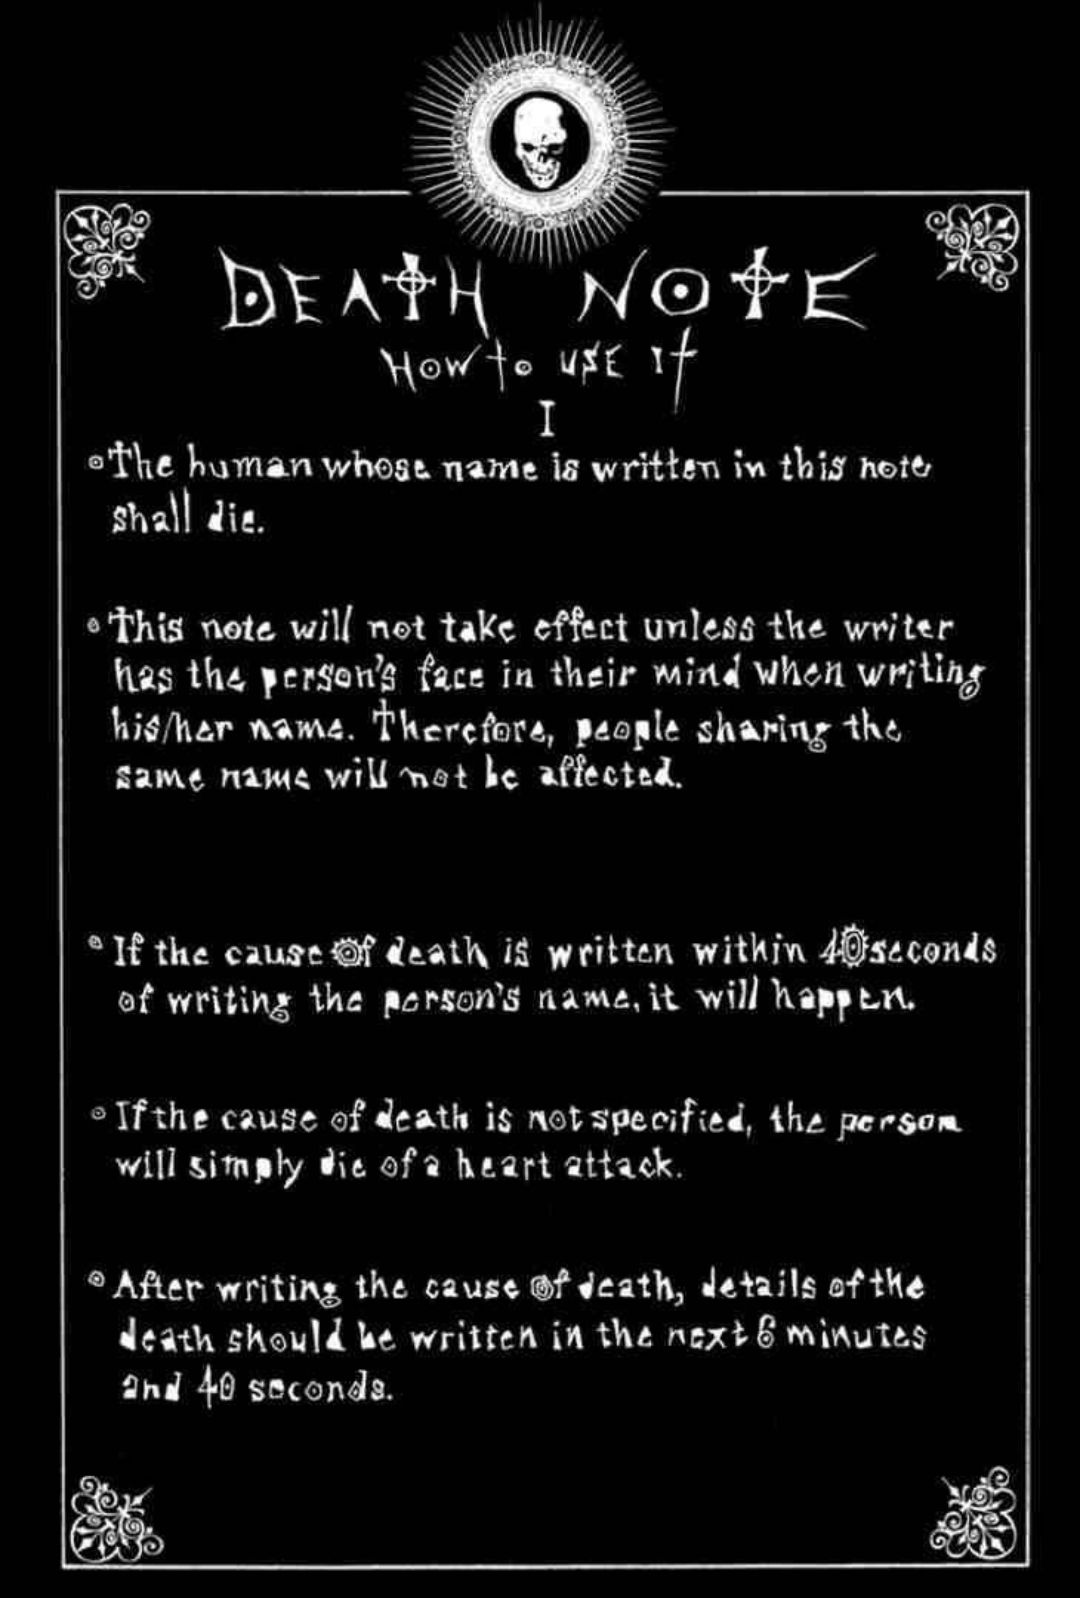 DEATH NOTE
HOW to USE It
I
The human whose name is written in this note
shall die.
This note will not take effect unless the writer
has the person's face in their mind when writing
his/her name. Therefore, people sharing the
same name will not be affected.
If the cause of death is written within 40 seconds
of writing the person's name, it will happen.
If the cause of death is not specified, the person
will simply die of a heart attack.
After writing the cause of death, details of the
death should be written in the next 6 minutes
and 40 seconds.